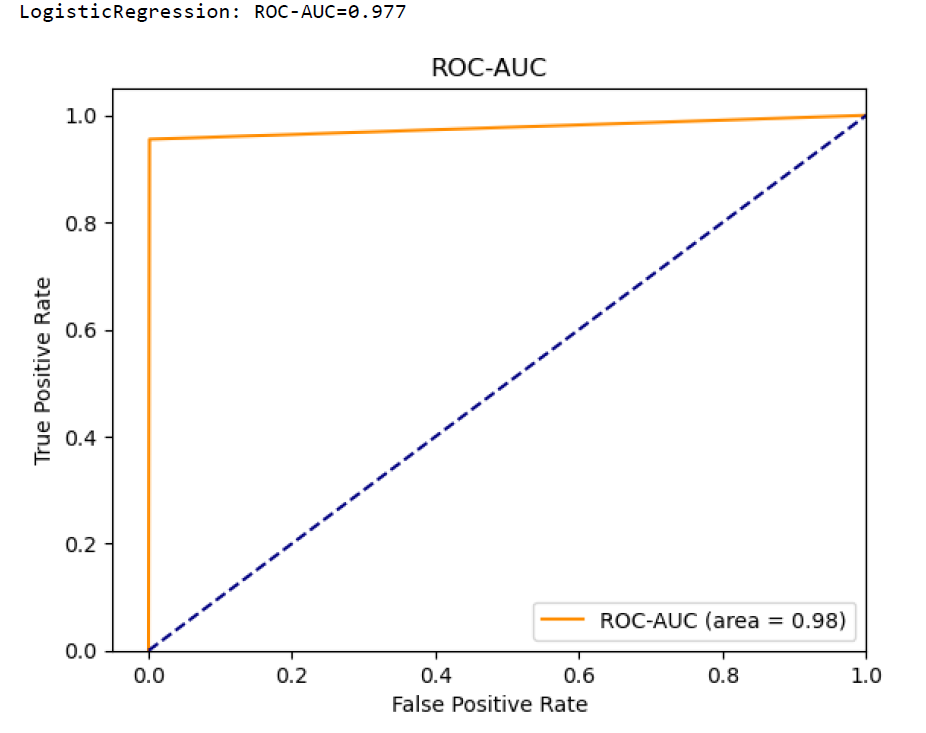 LogisticRegression: ROC-AUC=0.977
ROC-AUC
1.0
0.8
0.6
0.4
0.2
0.0
True Positive Rate
ROC-AUC (area = 0.98)
0.0 0.2 0.4 0.6 0.8 1.0
False Positive Rate